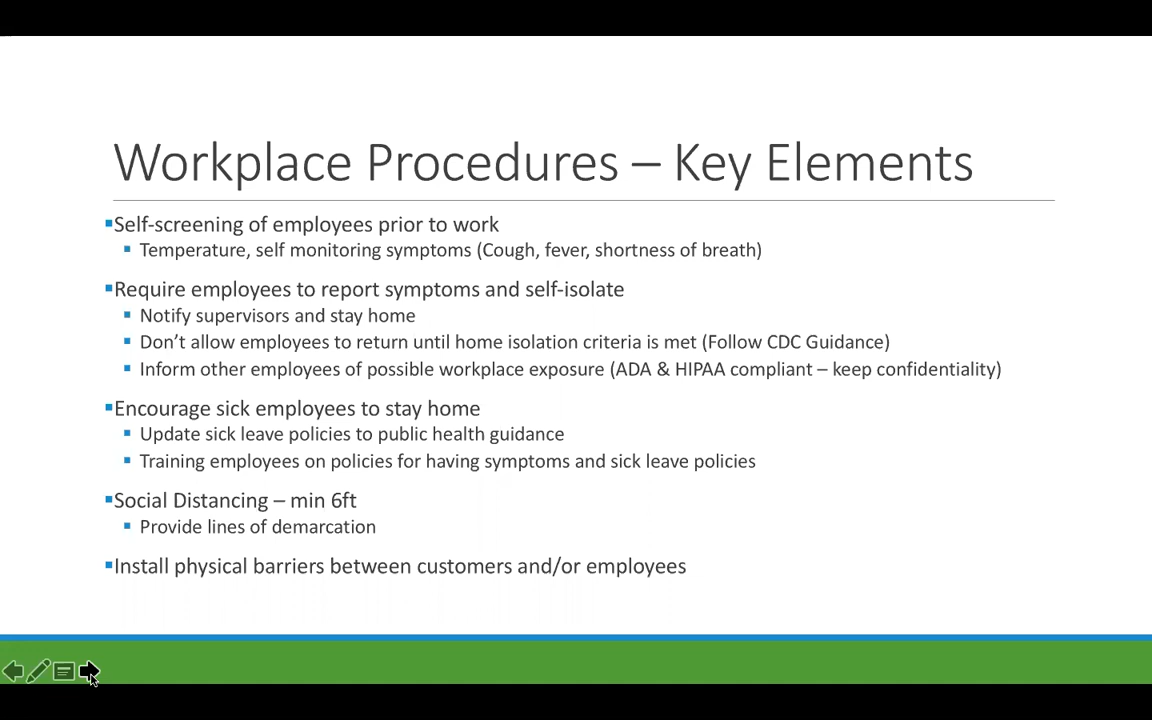 Workplace Procedures – Key Elements
▪Self-screening of employees prior to work
▪ Temperature, self monitoring symptoms (Cough, fever, shortness of breath)
▪Require employees to report symptoms and self-isolate
▪ Notify supervisors and stay home
▪ Don’t allow employees to return until home isolation criteria is met (Follow CDC Guidance)
▪ Inform other employees of possible workplace exposure (ADA & HIPAA compliant – keep confidentiality)
▪Encourage sick employees to stay home
▪ Update sick leave policies to public health guidance
▪ Training employees on policies for having symptoms and sick leave policies
▪Social Distancing – min 6ft
▪ Provide lines of demarcation
▪Install physical barriers between customers and/or employees